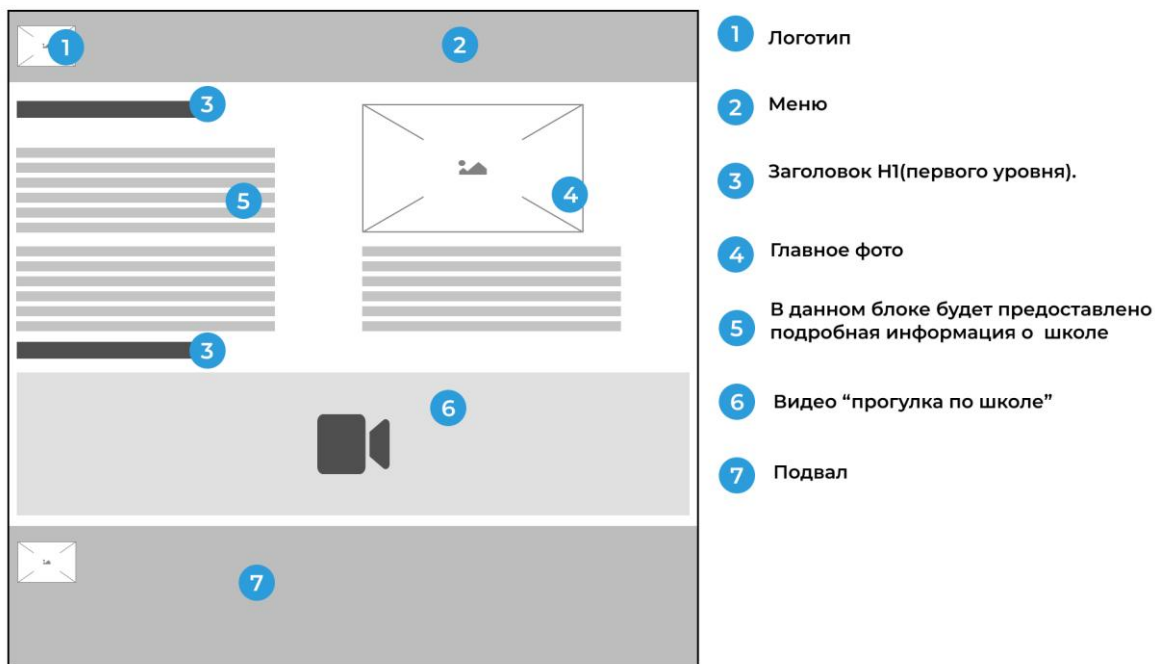 1
2
3
4
5
3
6
7
1 Логотип
2 Меню
3 Заголовок H1(первого уровня).
4 Главное фото
5 В данном блоке будет предоставлено
подробная информация о школе
6 Видео “прогулка по школе”
7 Подвал